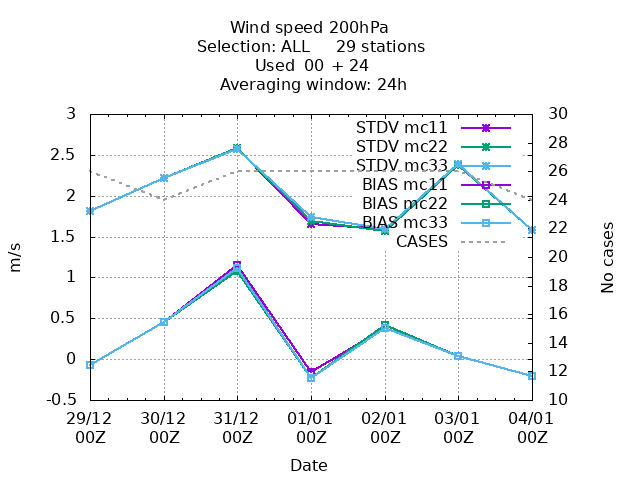 Wind speed 200hPa
Selection: ALL     29 stations
Used  00 + 24
Averaging window: 24h
3 30
2.5 28
2 26
1.5 24
1 22
0.5 20
0 18
-0.5 16
14
12
10
STDV mc11
STDV mc22
STDV mc33
BIAS mc11
BIAS mc22
BIAS mc33
CASES
m/s
No cases
29/12 30/12 31/12 01/01 02/01 03/01 04/01
00Z 00Z 00Z 00Z 00Z 00Z 00Z
Date